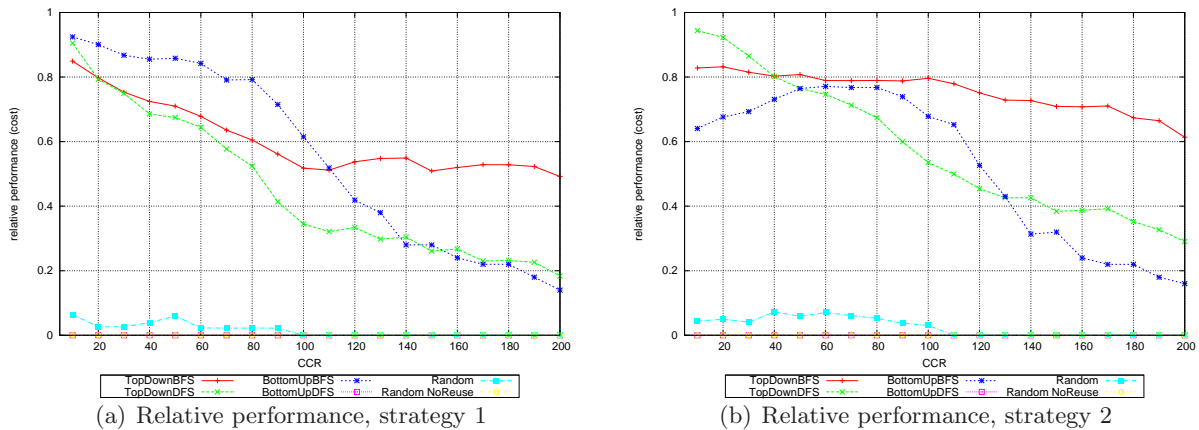 1
0.8
0.6
0.4
0.2
0
relative performance (cost)
20 40 60 80 100 120 140 160 180 200
CCR
TopDownBFS BottomUpBFS Random
TopDownDFS BottomUpDFS Random NoReuse
(a) Relative performance, strategy 1
1
0.8
0.6
0.4
0.2
0
relative performance (cost)
20 40 60 80 100 120 140 160 180 200
CCR
TopDownBFS BottomUpBFS Random
TopDownDFS BottomUpDFS Random NoReuse
(b) Relative performance, strategy 2